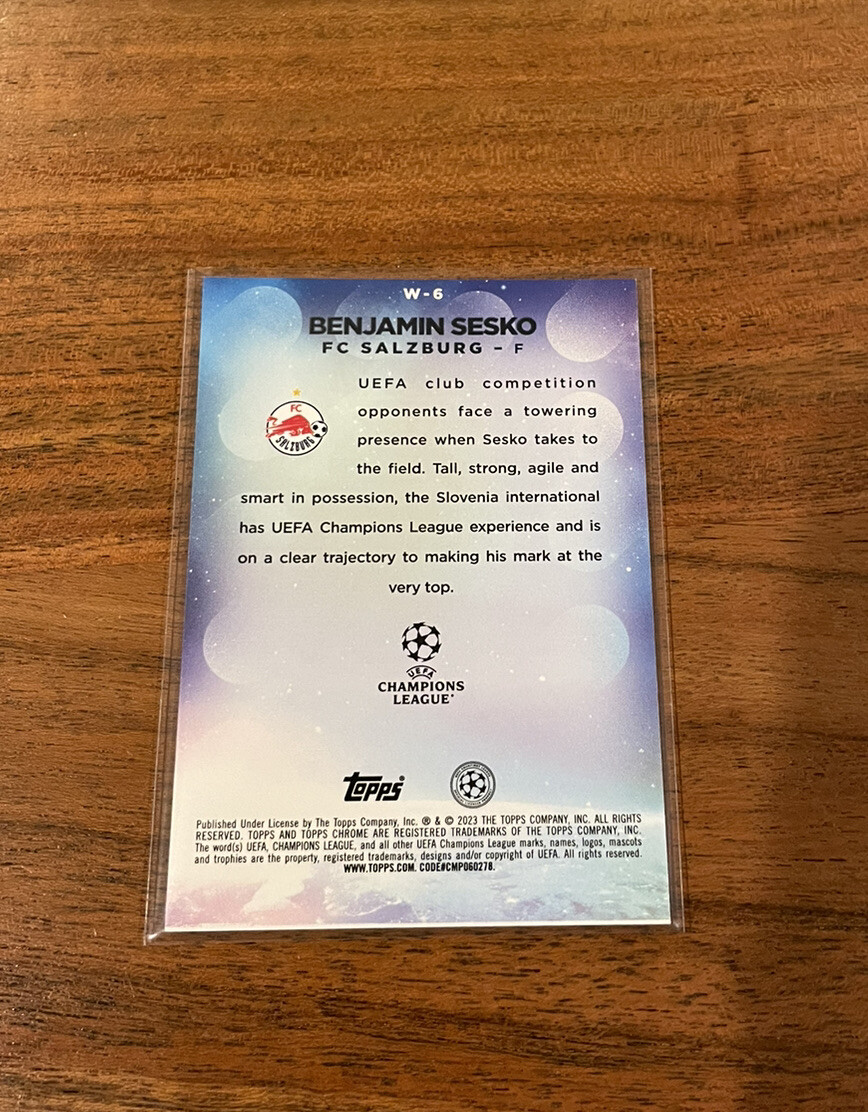 W-6
BENJAMIN SESKO
FC SALZBURG – F
FC
SALZBURG
UEFA club competition
opponents face a towering
presence when Sesko takes to
the field. Tall, strong, agile and
smart in possession, the Slovenia international
has UEFA Champions League experience and is
on a clear trajectory to making his mark at the
very top.
UEFA
CHAMPIONS
LEAGUE
topps®
Published Under License by The Topps Company, Inc. ® & © 2023 THE TOPPS COMPANY, INC. ALL RIGHTS
RESERVED. TOPPS AND TOPPS CHROME ARE REGISTERED TRADEMARKS OF THE TOPPS COMPANY, INC.
The word(s) UEFA, CHAMPIONS LEAGUE, and all other UEFA Champions League marks, names, logos, mascots
and trophies are the property, registered trademarks, designs and/or copyright of UEFA. All rights reserved.
WWW.TOPPS.COM. CODE#CMP060278.